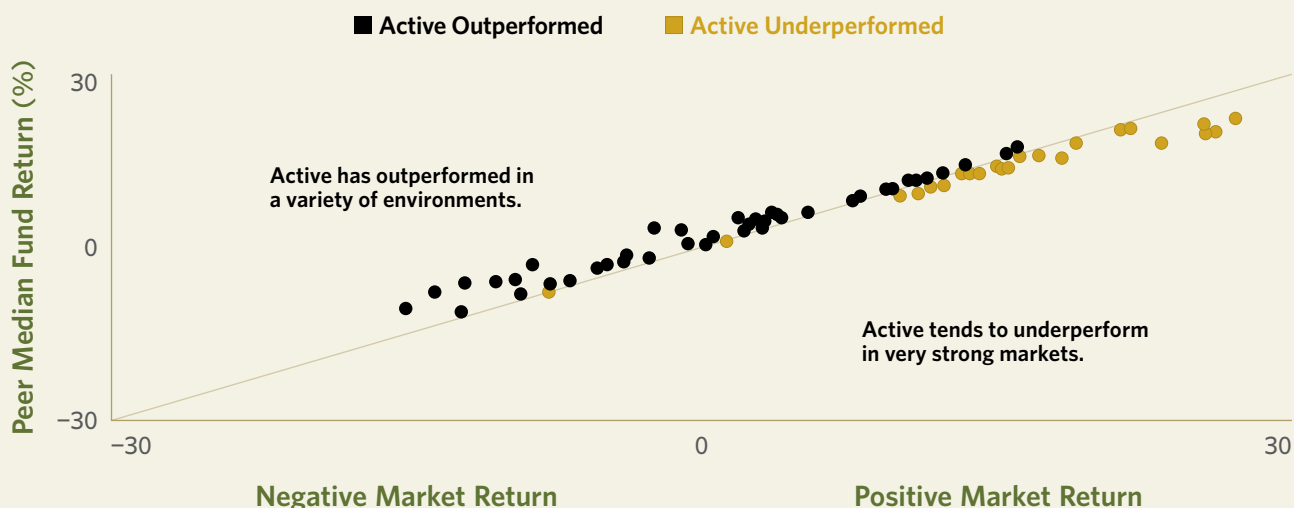 Active Outperformed
Active Underperformed
Peer Median Fund Return (%)
30
0
−30
Active has outperformed in
a variety of environments.
Active tends to underperform
in very strong markets.
−30
0
30
Negative Market Return
Positive Market Return